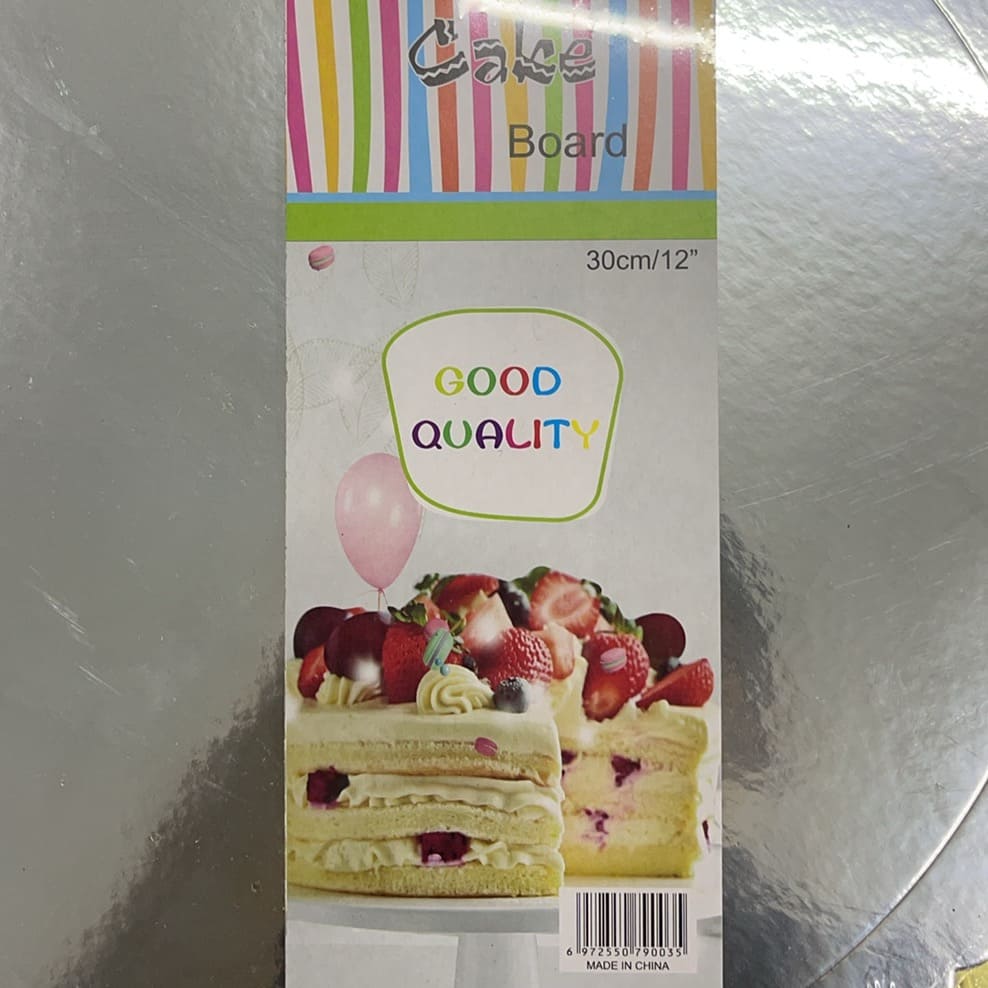 Cake
Board
30cm/12”
GOOD
QUALITY
6 972550 790035
MADE IN CHINA